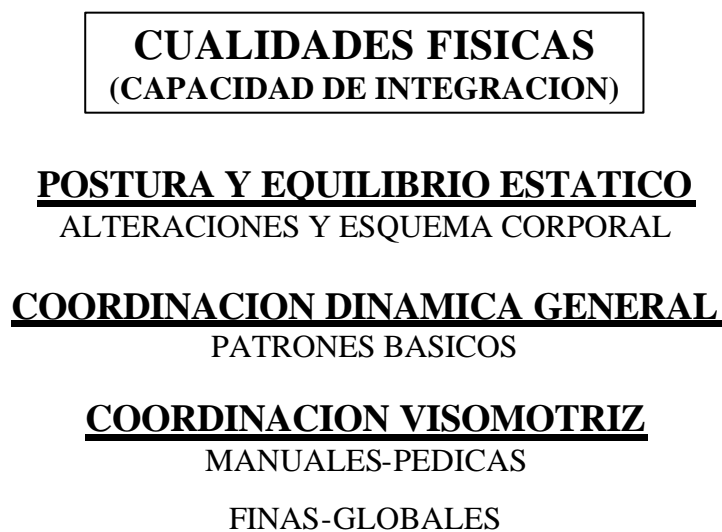 CUALIDADES FISICAS
(CAPACIDAD DE INTEGRACION)
POSTURA Y EQUILIBRIO ESTATICO
ALTERACIONES Y ESQUEMA CORPORAL
COORDINACION DINAMICA GENERAL
PATRONES BASICOS
COORDINACION VISOMOTRIZ
MANUALES-PEDICAS
FINAS-GLOBALES